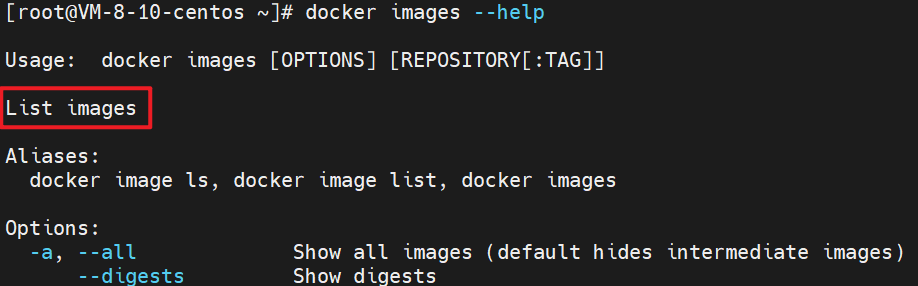 [root@VM-8-10-centos ~]# docker images --help
Usage:  docker images [OPTIONS] [REPOSITORY[:TAG]]
List images
Aliases:
  docker image ls, docker image list, docker images
Options:
  -a, --all             Show all images (default hides intermediate images)
      --digests         Show digests